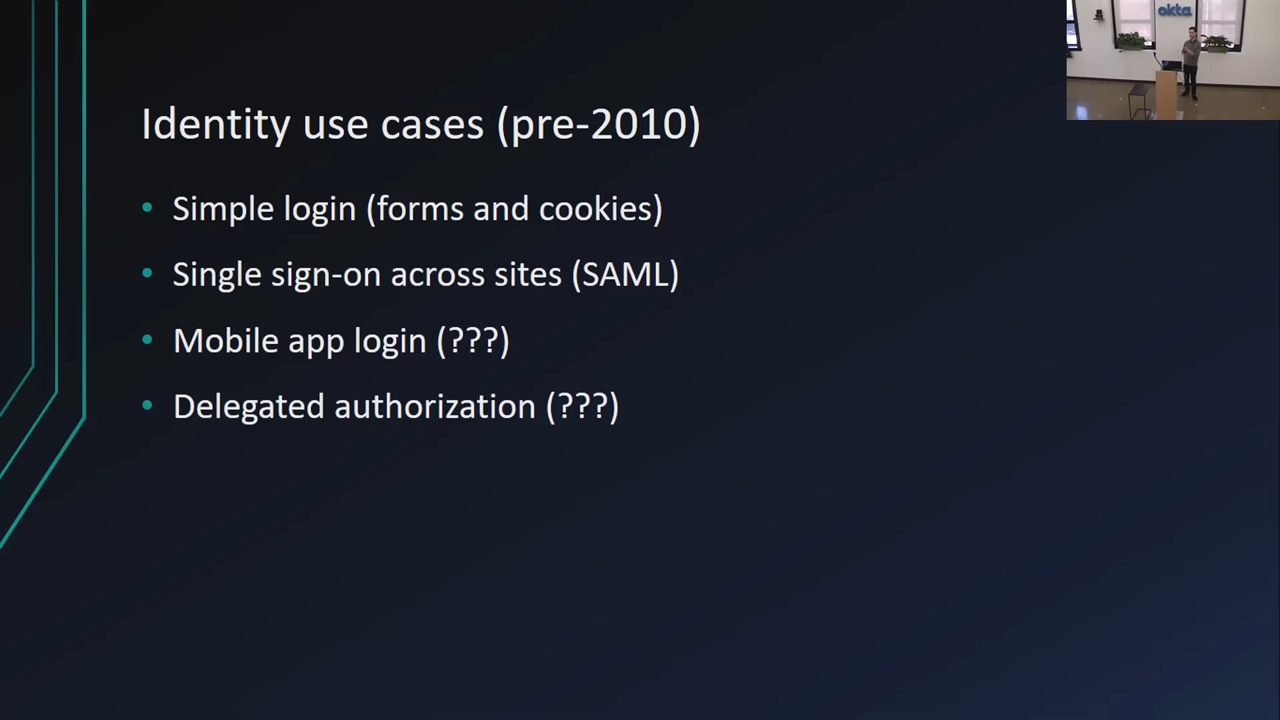 okta
Identity use cases (pre-2010)
• Simple login (forms and cookies)
• Single sign-on across sites (SAML)
• Mobile app login (???)
• Delegated authorization (???)